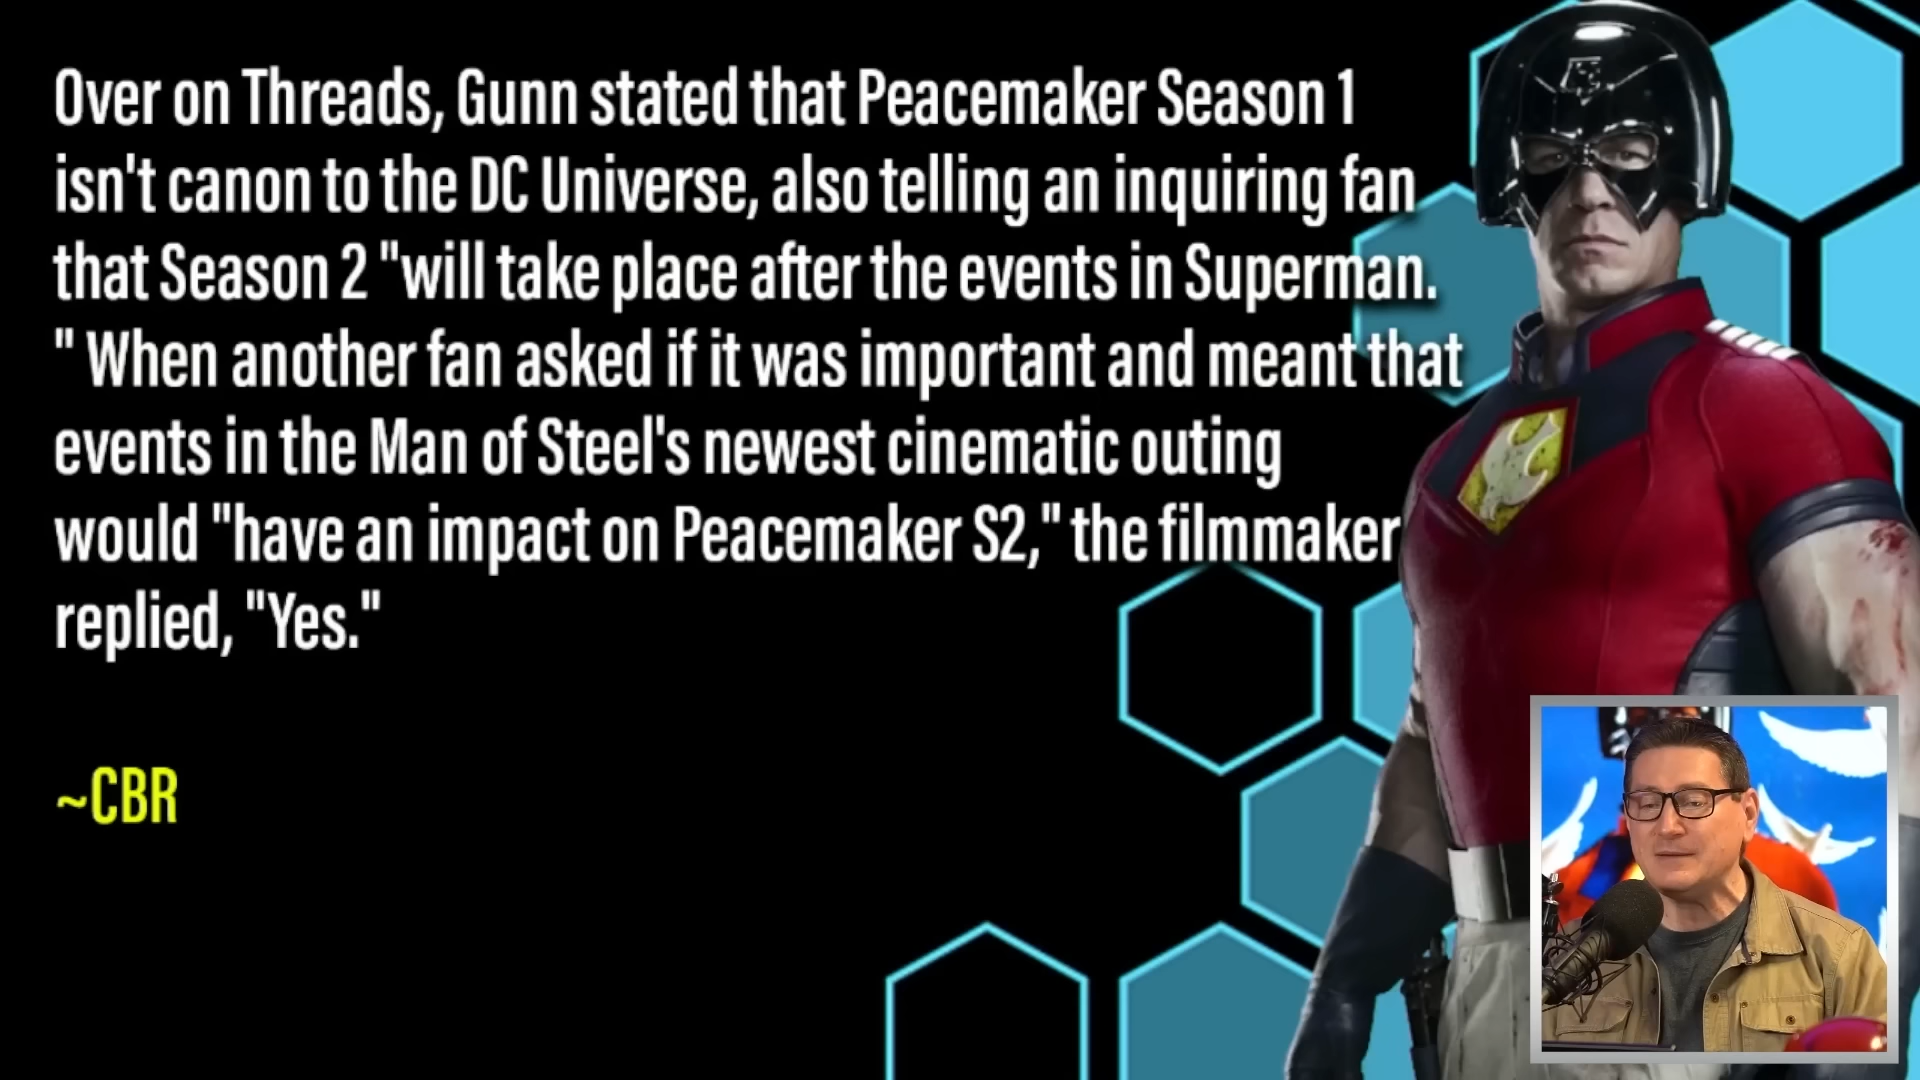 Over on Threads, Gunn stated that Peacemaker Season 1
isn't canon to the DC Universe, also telling an inquiring fan
that Season 2 "will take place after the events in Superman.
" When another fan asked if it was important and meant that
events in the Man of Steel's newest cinematic outing
would "have an impact on Peacemaker S2," the filmmaker
replied, "Yes."
~CBR